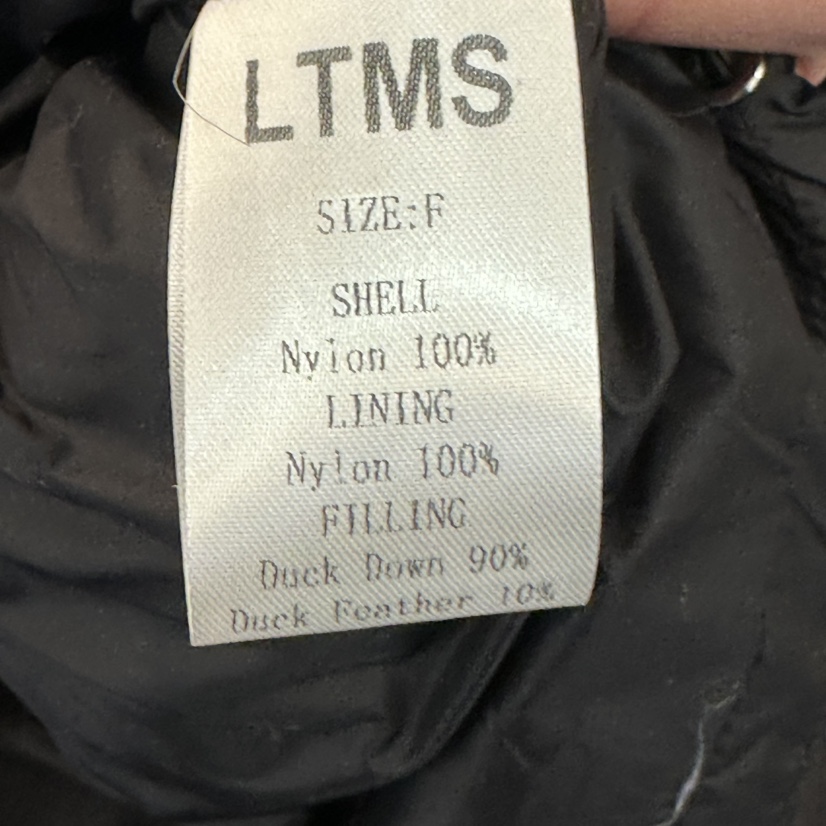 LTMS
SIZE:F
SHELL
Nylon 100%
LINING
Nylon 100%
FILLING
Duck Down 90%
Duck Feather 10%